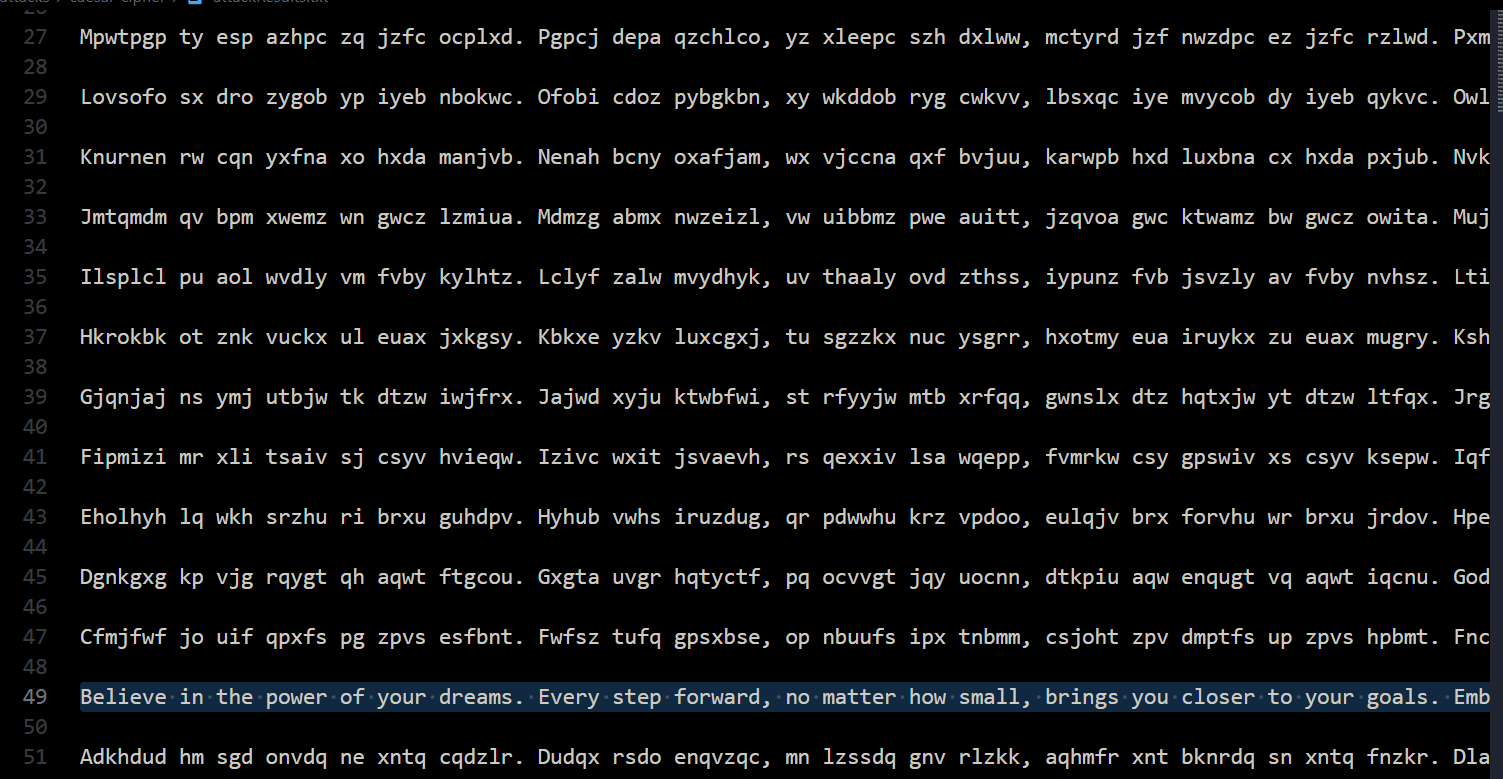 attacks > caesar-cipher > attackResults.txt
26
27 Mpwtpgp ty esp azhpc zq jzfc ocplxd. Pgpcj depa qzchlco, yz xleepc szh dxlww, mctyrd jzf nwzdpc ez jzfc rzlwd. Pxm
28
29 Lovsofo sx dro zygob yp iyeb nbokwc. Ofobi cdoz pybgkbn, xy wkddob ryg cwkvv, lbsxqc iye mvycob dy iyeb qykvc. Owl
30
31 Knurnen rw cqn yxfna xo hxda manjvb. Nenah bcny oxafjam, wx vjccna qxf bvjuu, karwpb hxd luxbna cx hxda pxjub. Nvk
32
33 Jmtqmdm qv bpm xwemz wn gwcz lzmiua. Mdmzg abmx nwzeizl, vw uibbmz pwe auitt, jzqvoa gwc ktwamz bw gwcz owita. Muj
34
35 Ilsplcl pu aol wvdly vm fvby kylhtz. Lclyf zalw mvydhyk, uv thaaly ovd zthss, iypunz fvb jsvzly av fvby nvhsz. Lti
36
37 Hkrokbk ot znk vuckx ul euax jxkgsy. Kbkxe yzkv luxcgxj, tu sgzzkx nuc ysgrr, hxotmy eua iruykx zu euax mugry. Ksh
38
39 Gjqnjaj ns ymj utbjw tk dtzw iwjfrx. Jajwd xyju ktwbfwi, st rfyyjw mtb xrfqq, gwnslx dtz hqtxjw yt dtzw ltfqx. Jrg
40
41 Fipmizi mr xli tsaiv sj csyv hvieqw. Izivc wxit jsvaevh, rs qexxiv lsa wqepp, fvmrkw csy gpswiv xs csyv ksepw. Iqf
42
43 Eholhyh lq wkh srzhu ri brxu guhdpv. Hyhub vwhs iruzdug, qr pdwwhu krz vpdoo, eulqjv brx forvhu wr brxu jrdov. Hpe
44
45 Dgnkgxg kp vjg rqygt qh aqwt ftgcou. Gxgta uvgr hqtyctf, pq ocvvgt jqy uocnn, dtkpiu aqw enqugt vq aqwt iqcnu. God
46
47 Cfmjfwf jo uif qpxfs pg zpvs esfbnt. Fwfsz tufq gpsxbse, op nbuufs ipx tnbmm, csjoht zpv dmptfs up zpvs hpbmt. Fnc
48
49 Believe in the power of your dreams. Every step forward, no matter how small, brings you closer to your goals. Emb
50
51 Adkhdud hm sgd onvdq ne xntq cqdzlr. Dudqx rsdo enqvzqc, mn lzssdq gnv rlzkk, aqhmfr xnt bknrdq sn xntq fnzkr. Dla